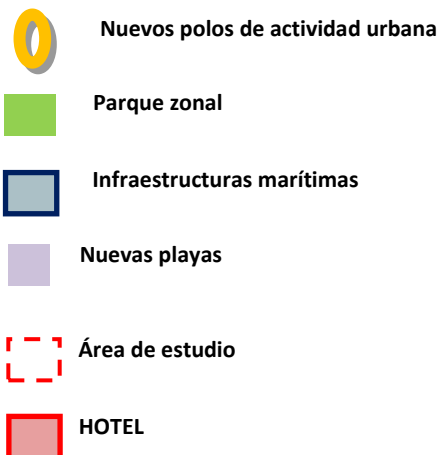 Nuevos polos de actividad urbana
Parque zonal
Infraestructuras marítimas
Nuevas playas
Área de estudio
HOTEL